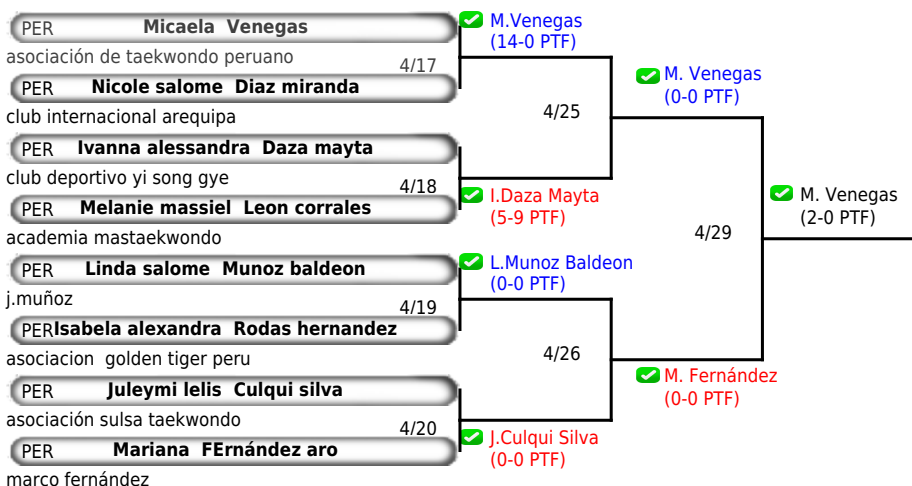 PER Micaela Venegas
asociación de taekwondo peruano
4/17
PER Nicole salome Diaz miranda
club internacional arequipa
PER Ivanna alessandra Daza mayta
club deportivo yi song gye
4/18
PER Melanie massiel Leon corrales
academia mastaekwondo
PER Linda salome Munoz baldeon
j.muñoz
4/19
PER Isabela alexandra Rodas hernandez
asociacion golden tiger peru
PER Juleymi lelis Culqui silva
asociación sulsa taekwondo
4/20
PER Mariana FErnández aro
marco fernández
M.Venegas
(14-0 PTF)
4/25
I.Daza Mayta
(5-9 PTF)
L.Munoz Baldeon
(0-0 PTF)
4/26
J.Culqui Silva
(0-0 PTF)
M. Venegas
(0-0 PTF)
4/29
M. Fernández
(0-0 PTF)
M. Venegas
(2-0 PTF)